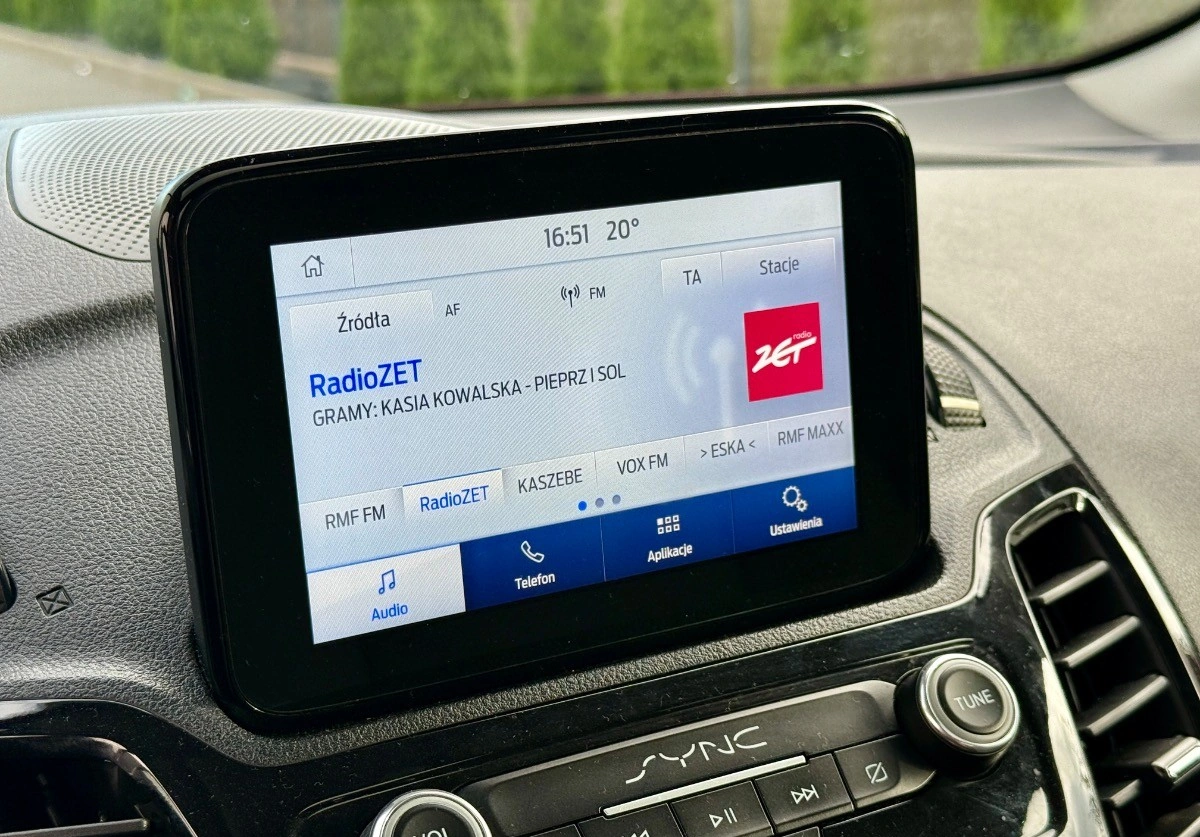 16:51 20°
TA
Stacje
Źródła
AF
FM
radio
ZET
RadioZET
GRAMY: KASIA KOWALSKA - PIEPRZ I SOL
RMF FM
RadioZET
KASZEBE
VOX FM
> ESKA <
RMF MAXX
Audio
Telefon
Aplikacje
Ustawienia
SYNC
TUNE
VOL